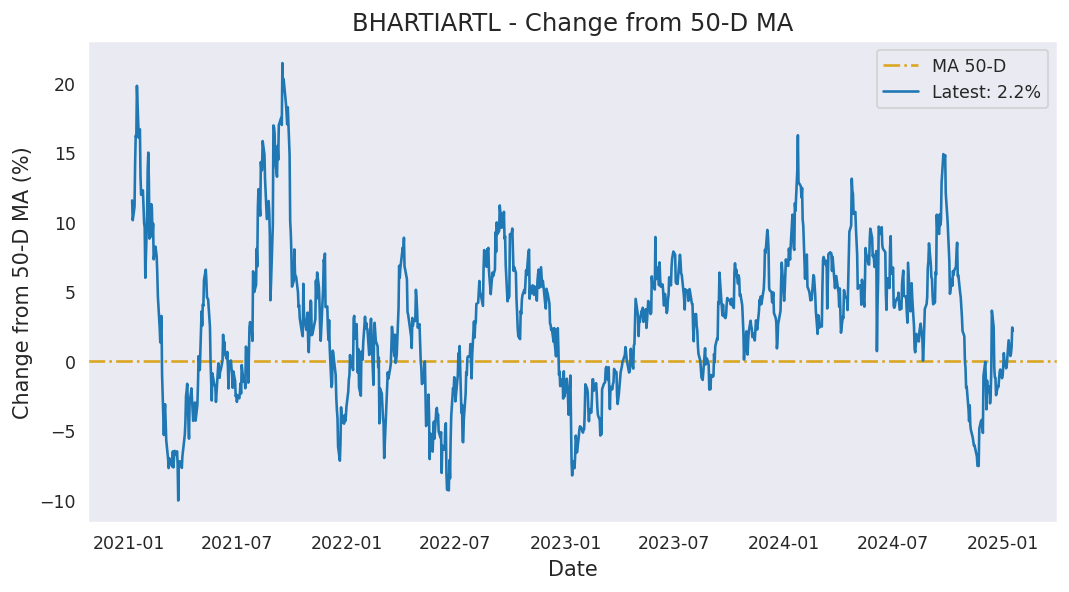 BHARTIARTL - Change from 50-D MA
MA 50-D
Latest: 2.2%
Change from 50-D MA (%)
20
15
10
5
0
−5
−10
2021-01 2021-07 2022-01 2022-07 2023-01 2023-07 2024-01 2024-07 2025-01
Date